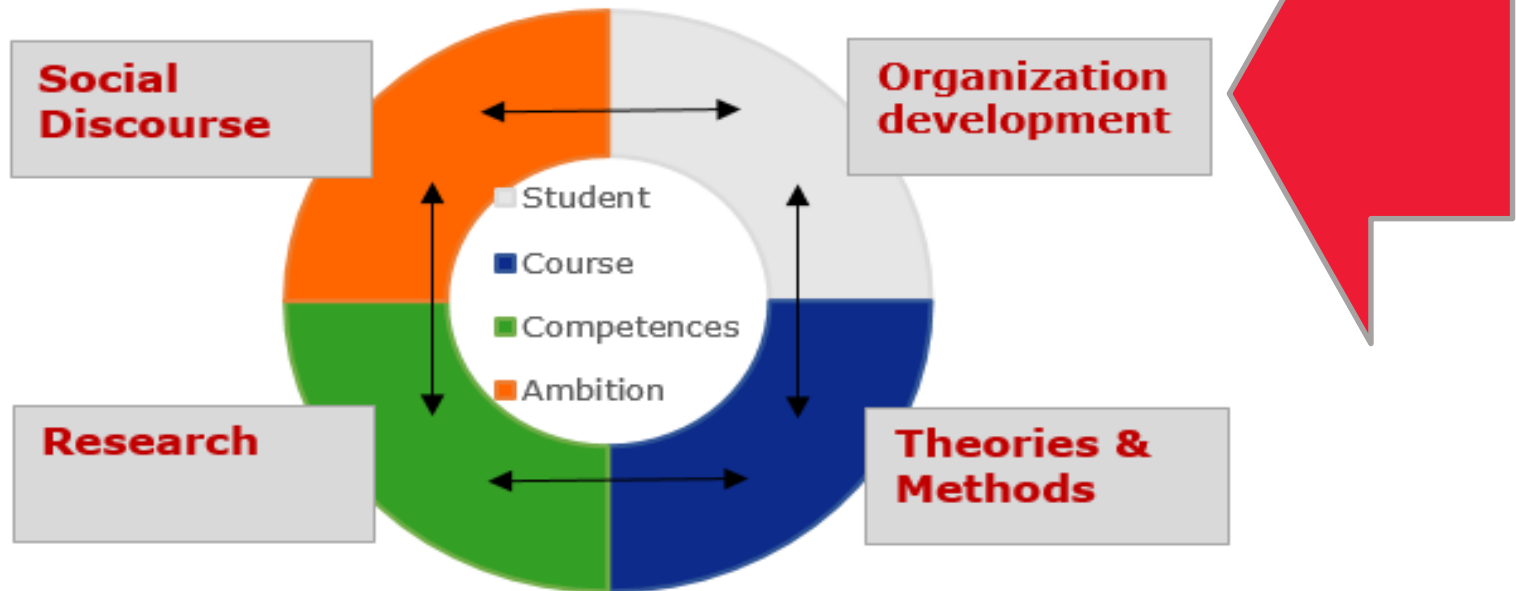 Social
Discourse
Organization
development
Student
Course
Competences
Ambition
Research
Theories &
Methods